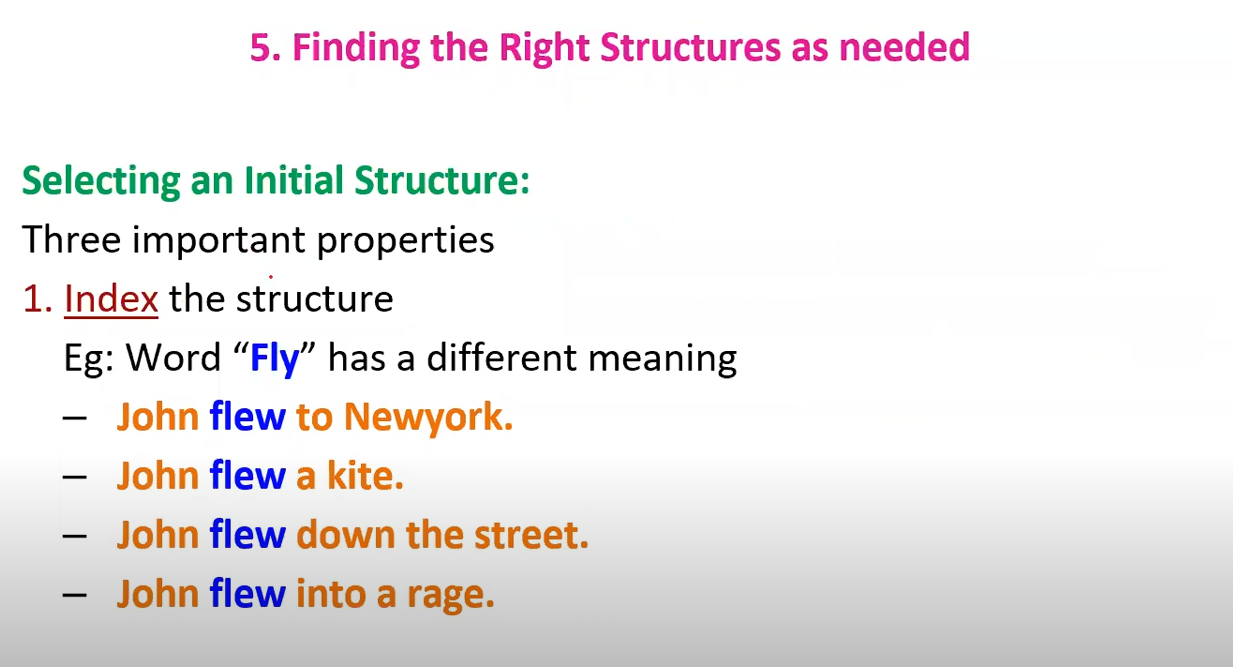 5. Finding the Right Structures as needed
Selecting an Initial Structure:
Three important properties
1. Index the structure
Eg: Word “Fly” has a different meaning
– John flew to Newyork.
– John flew a kite.
– John flew down the street.
– John flew into a rage.